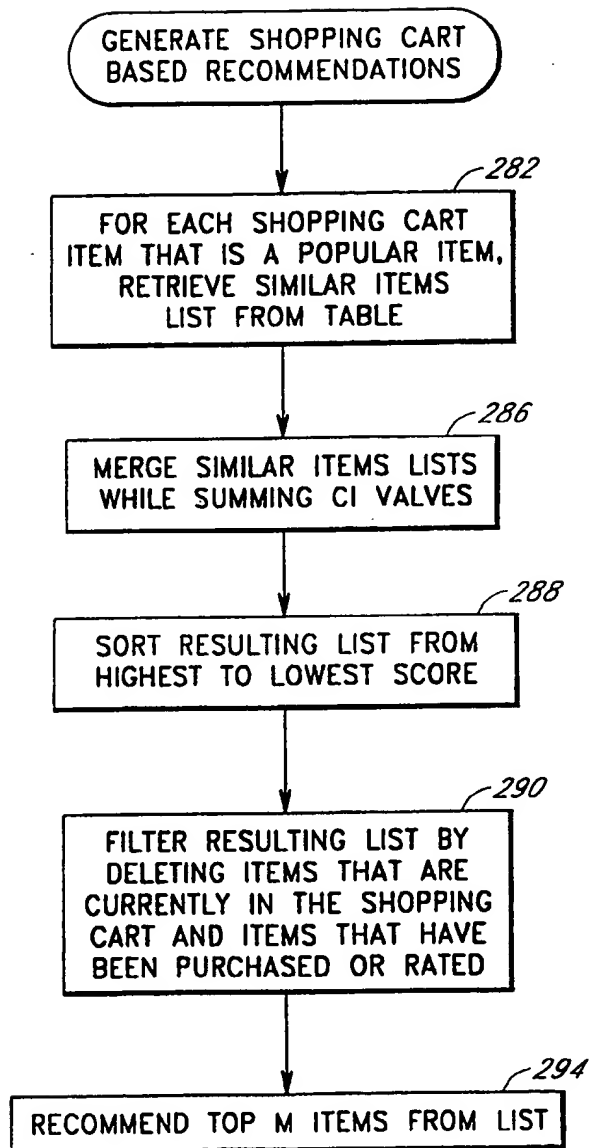 GENERATE SHOPPING CART
BASED RECOMMENDATIONS
282
FOR EACH SHOPPING CART
ITEM THAT IS A POPULAR ITEM,
RETRIEVE SIMILAR ITEMS
LIST FROM TABLE
286
MERGE SIMILAR ITEMS LISTS
WHILE SUMMING CI VALVES
288
SORT RESULTING LIST FROM
HIGHEST TO LOWEST SCORE
290
FILTER RESULTING LIST BY
DELETING ITEMS THAT ARE
CURRENTLY IN THE SHOPPING
CART AND ITEMS THAT HAVE
BEEN PURCHASED OR RATED
294
RECOMMEND TOP M ITEMS FROM LIST